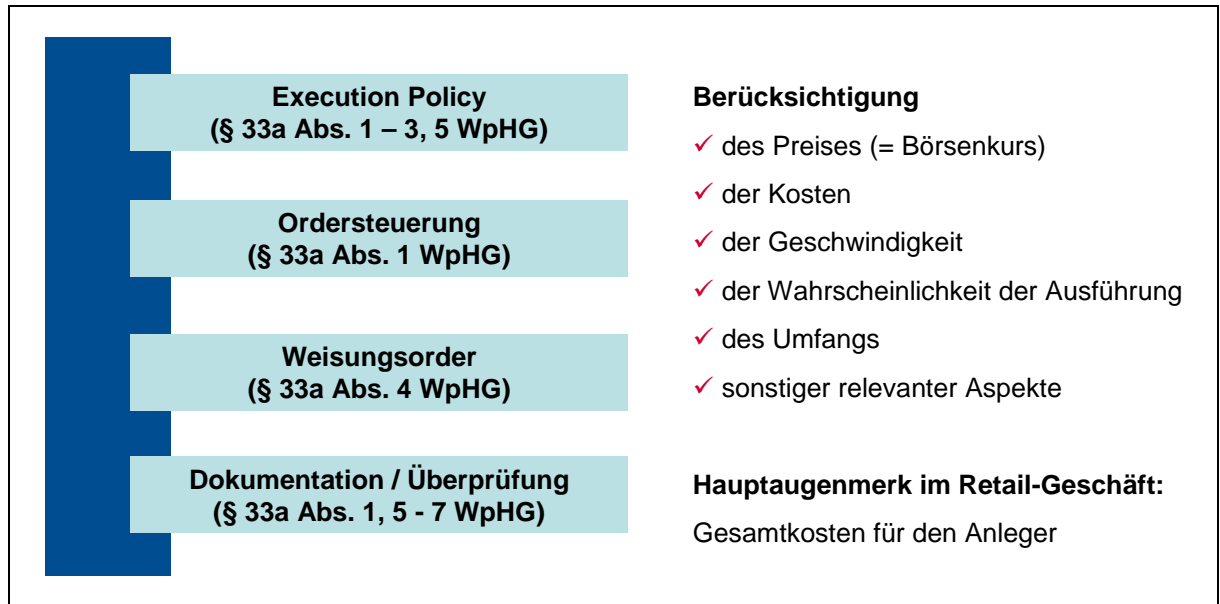 Execution Policy
(§ 33a Abs. 1 – 3, 5 WpHG)
Ordersteuerung
(§ 33a Abs. 1 WpHG)
Weisungsorder
(§ 33a Abs. 4 WpHG)
Dokumentation / Überprüfung
(§ 33a Abs. 1, 5 - 7 WpHG)
Berücksichtigung
✓ des Preises (= Börsenkurs)
✓ der Kosten
✓ der Geschwindigkeit
✓ der Wahrscheinlichkeit der Ausführung
✓ des Umfangs
✓ sonstiger relevanter Aspekte
Hauptaugenmerk im Retail-Geschäft:
Gesamtkosten für den Anleger